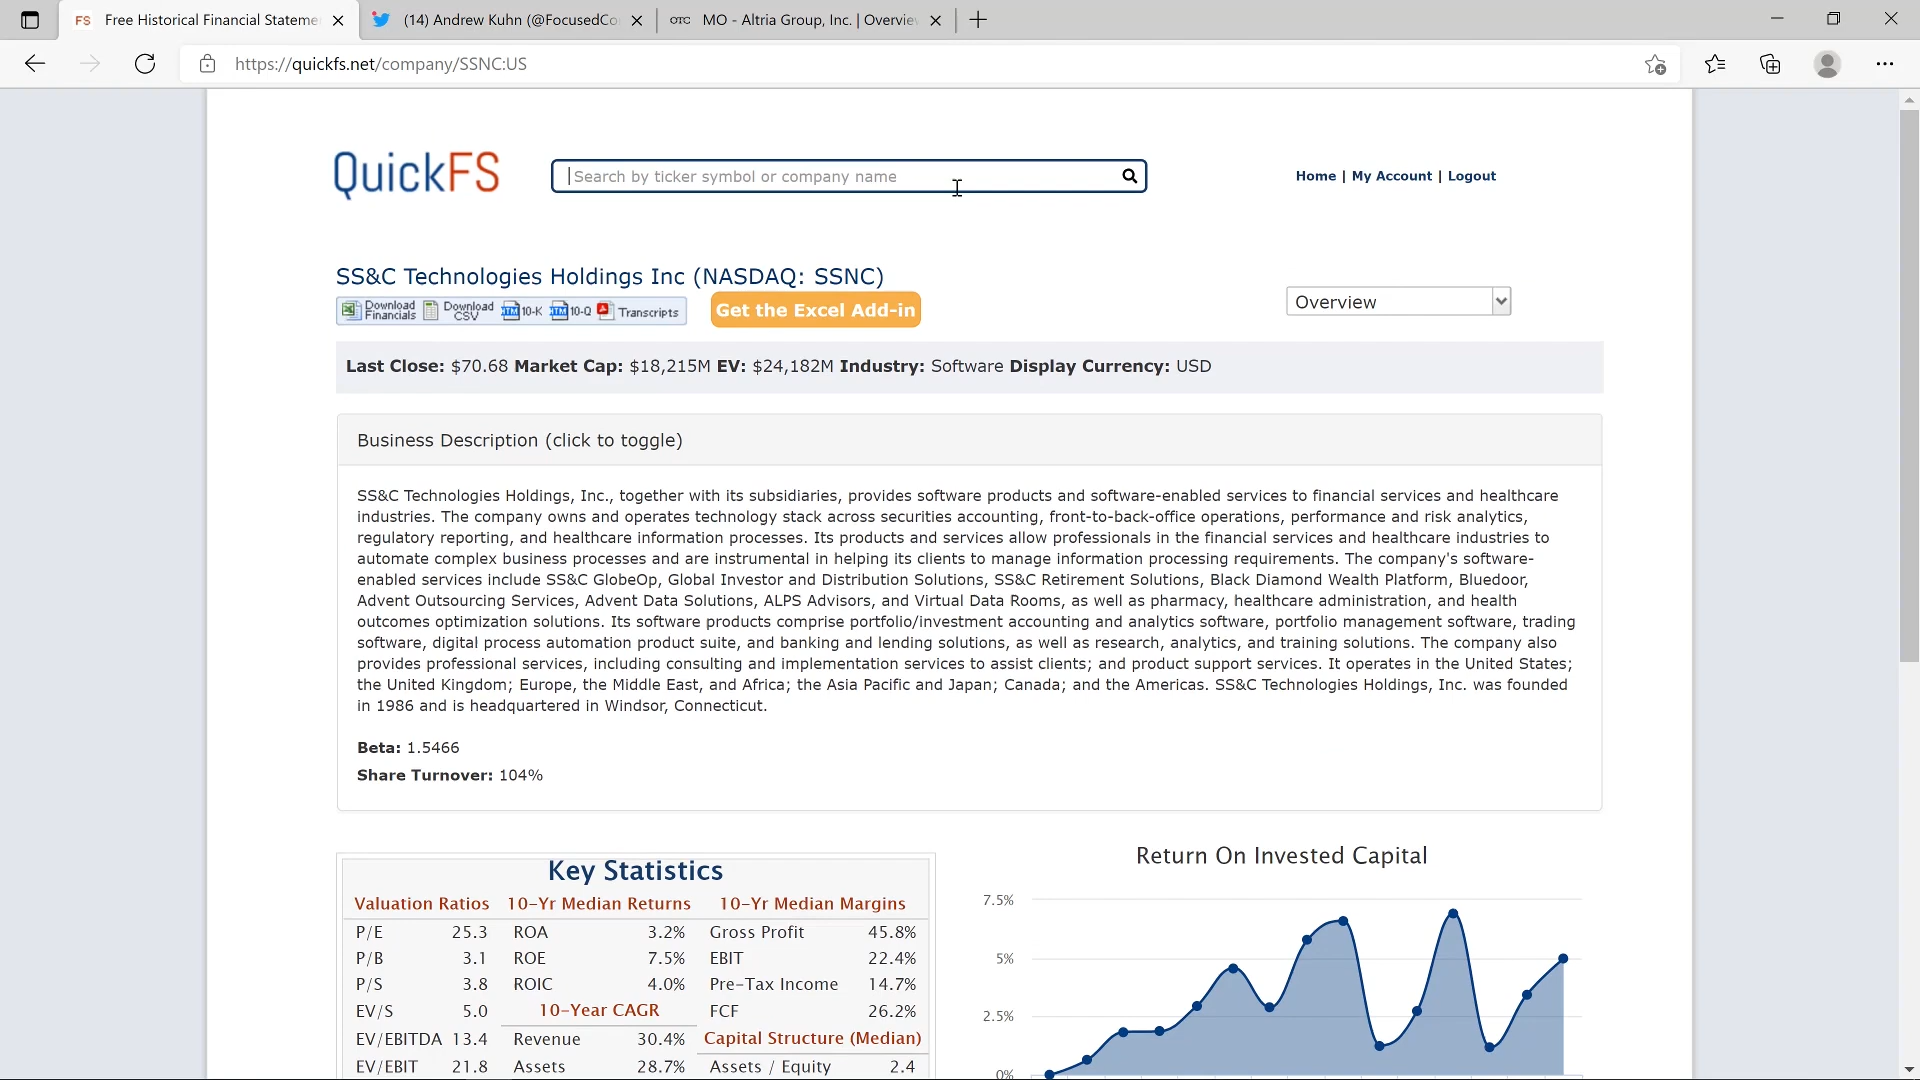 FS Free Historical Financial Stateme
(14) Andrew Kuhn (@FocusedCo
OTC MO - Altria Group, Inc. | Overvie
https://quickfs.net/company/SSNC:US
QuickFS
Search by ticker symbol or company name
Home | My Account | Logout
SS&C Technologies Holdings Inc (NASDAQ: SSNC)
Download Financials Download CSV 10-K 10-Q Transcripts
Get the Excel Add-in
Overview
Last Close: $70.68 Market Cap: $18,215M EV: $24,182M Industry: Software Display Currency: USD
Business Description (click to toggle)
SS&C Technologies Holdings, Inc., together with its subsidiaries, provides software products and software-enabled services to financial services and healthcare
industries. The company owns and operates technology stack across securities accounting, front-to-back-office operations, performance and risk analytics,
regulatory reporting, and healthcare information processes. Its products and services allow professionals in the financial services and healthcare industries to
automate complex business processes and are instrumental in helping its clients to manage information processing requirements. The company's software-
enabled services include SS&C GlobeOp, Global Investor and Distribution Solutions, SS&C Retirement Solutions, Black Diamond Wealth Platform, Bluedoor,
Advent Outsourcing Services, Advent Data Solutions, ALPS Advisors, and Virtual Data Rooms, as well as pharmacy, healthcare administration, and health
outcomes optimization solutions. Its software products comprise portfolio/investment accounting and analytics software, portfolio management software, trading
software, digital process automation product suite, and banking and lending solutions, as well as research, analytics, and training solutions. The company also
provides professional services, including consulting and implementation services to assist clients; and product support services. It operates in the United States;
the United Kingdom; Europe, the Middle East, and Africa; the Asia Pacific and Japan; Canada; and the Americas. SS&C Technologies Holdings, Inc. was founded
in 1986 and is headquartered in Windsor, Connecticut.
Beta: 1.5466
Share Turnover: 104%
Key Statistics
Valuation Ratios 10-Yr Median Returns 10-Yr Median Margins
P/E 25.3 ROA 3.2% Gross Profit 45.8%
P/B 3.1 ROE 7.5% EBIT 22.4%
P/S 3.8 ROIC 4.0% Pre-Tax Income 14.7%
EV/S 5.0 10-Year CAGR FCF 26.2%
EV/EBITDA 13.4 Revenue 30.4% Capital Structure (Median)
EV/EBIT 21.8 Assets 28.7% Assets / Equity 2.4
Return On Invested Capital
7.5%
5%
2.5%
0%